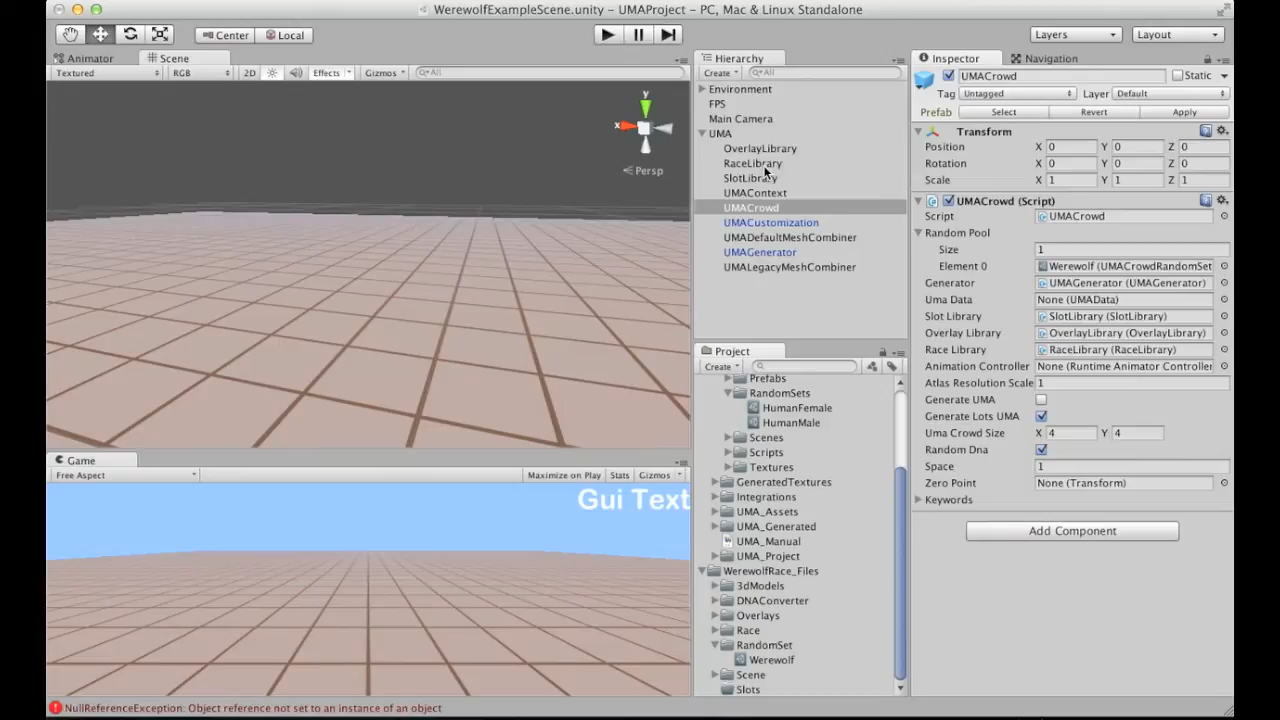 WerewolfExampleScene.unity - UMAProject - PC, Mac & Linux Standalone
Center Local Layers Layout
Animator Scene
Textured RGB 2D Effects Gizmos All
y
x
Persp
Game
Free Aspect Maximize on Play Stats Gizmos
Gui Text
Hierarchy
Create All
Environment
FPS
Main Camera
UMA
OverlayLibrary
RaceLibrary
SlotLibrary
UMAContext
UMACrowd
UMACustomization
UMADefaultMeshCombiner
UMAGenerator
UMALegacyMeshCombiner
Project
Create
Prefabs
RandomSets
HumanFemale
HumanMale
Scenes
Scripts
Textures
GeneratedTextures
Integrations
UMA_Assets
UMA_Generated
UMA_Manual
UMA_Project
WerewolfRace_Files
3dModels
DNAConverter
Overlays
Race
RandomSet
Werewolf
Scene
Slots
Inspector Navigation
UMACrowd Static
Tag Untagged Layer Default
Prefab Select Revert Apply
Transform
Position X 0 Y 0 Z 0
Rotation X 0 Y 0 Z 0
Scale X 1 Y 1 Z 1
UMACrowd (Script)
Script UMACrowd
Random Pool
Size 1
Element 0 Werewolf (UMACrowdRandomSet
Generator UMAGenerator (UMAGenerator)
Uma Data None (UMAData)
Slot Library SlotLibrary (SlotLibrary)
Overlay Library OverlayLibrary (OverlayLibrary)
Race Library RaceLibrary (RaceLibrary)
Animation Controller None (Runtime Animator Controller
Atlas Resolution Scale 1
Generate UMA
Generate Lots UMA
Uma Crowd Size X 4 Y 4
Random Dna
Space 1
Zero Point None (Transform)
Keywords
Add Component
NullReferenceException: Object reference not set to an instance of an object